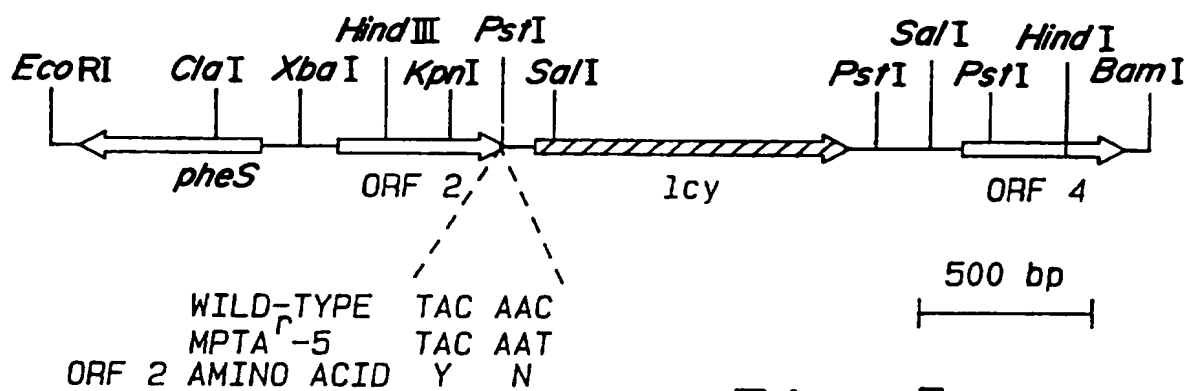 HindⅢ PstⅠ SalⅠ HindⅠ
EcoRⅠ ClaⅠ XbaⅠ KpnⅠ SalⅠ PstⅠ PstⅠ BamⅠ
pheS ORF 2 lcy ORF 4
500 bp
WILD-TYPE TAC AAC
MPTAʳ-5 TAC AAT
ORF 2 AMINO ACID Y N